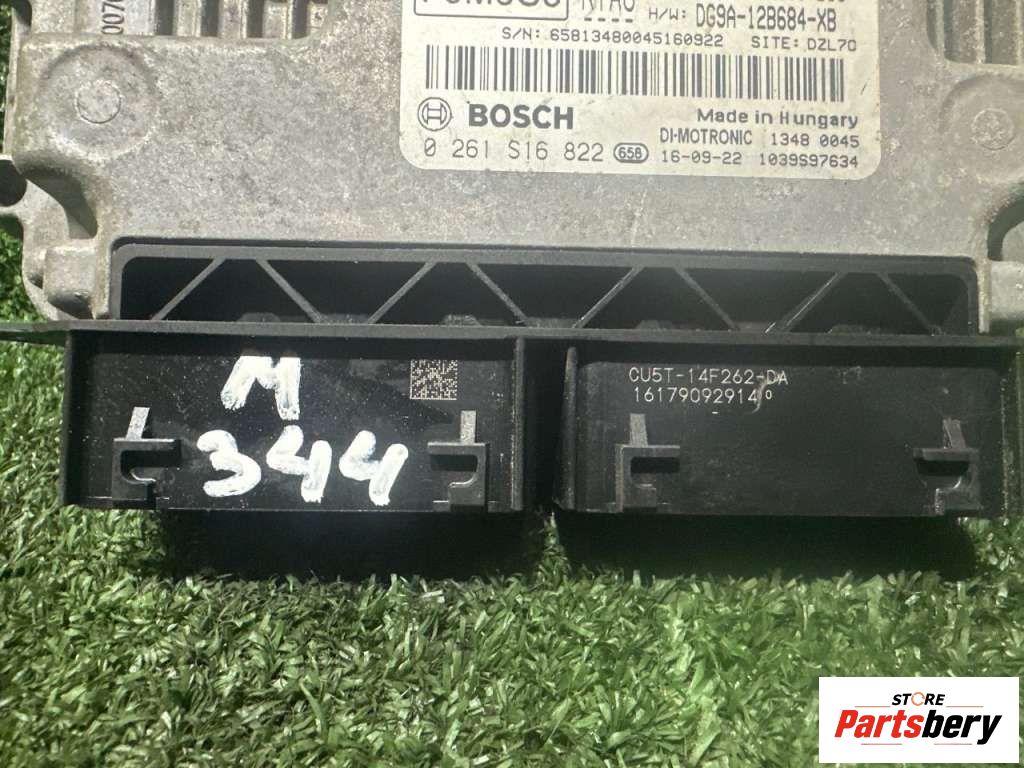 H/W: DG9A-12B684-XB
S/N: 65813480045160922 SITE: DZL70
BOSCH
Made in Hungary
DI-MOTRONIC 1348 0045
0 261 S16 822 658 16-09-22 1039S97634
M
344
CU5T-14F262-DA
16179092914
STORE
Partsbery